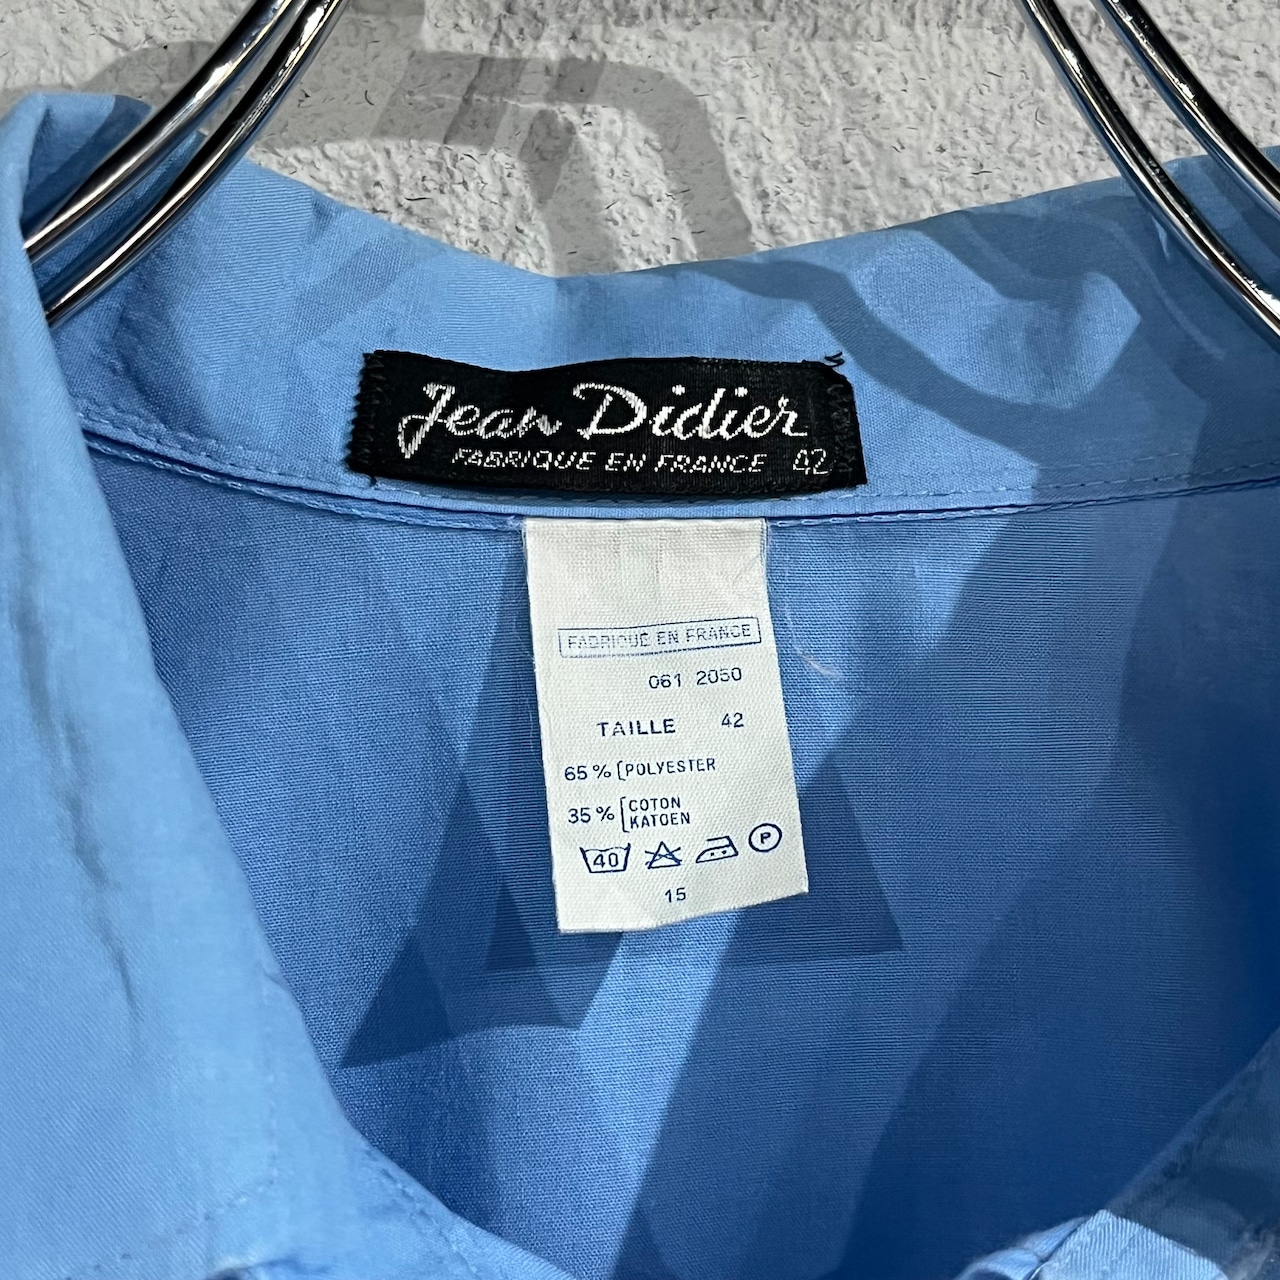 Jean Didier
FABRIQUE EN FRANCE 42
FABRIQUE EN FRANCE
061 2050
TAILLE 42
65% [POLYESTER
35% [COTON
KATOEN
40 P
15